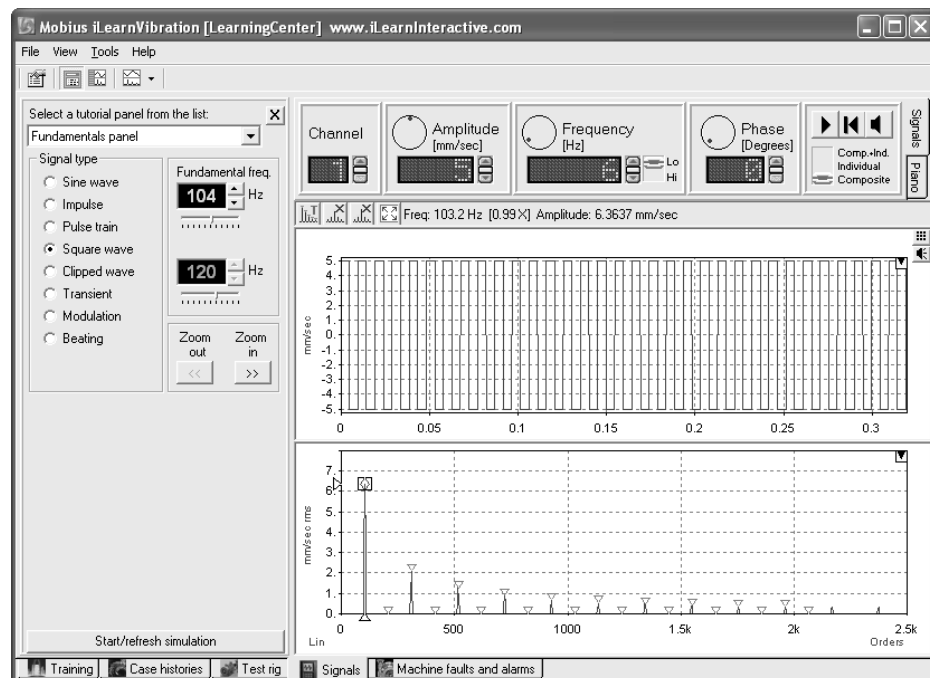 Mobius iLearnVibration [LearningCenter] www.iLearnInteractive.com
File View Tools Help
Select a tutorial panel from the list:
Fundamentals panel
Signal type
Sine wave
Impulse
Pulse train
Square wave
Clipped wave
Transient
Modulation
Beating
Fundamental freq.
104 Hz
120 Hz
Zoom out
Zoom in
<<
>>
Start/refresh simulation
Training
Case histories
Test rig
Channel
1
Amplitude
[mm/sec]
5
Frequency
[Hz]
6
Lo
Hi
Phase
[Degrees]
0
Comp.+Ind.
Individual
Composite
Signals
Piano
Freq: 103.2 Hz [0.99X] Amplitude: 6.3637 mm/sec
mm/sec
5.
4.
3.
2.
1.
0.
-1.
-2.
-3.
-4.
-5.
0 0.05 0.1 0.15 0.2 0.25 0.3
mm/sec rms
7.
6.
5.
4.
3.
2.
1.
0.
0 500 1000 1.5k 2k 2.5k
Lin
Orders
Signals
Machine faults and alarms